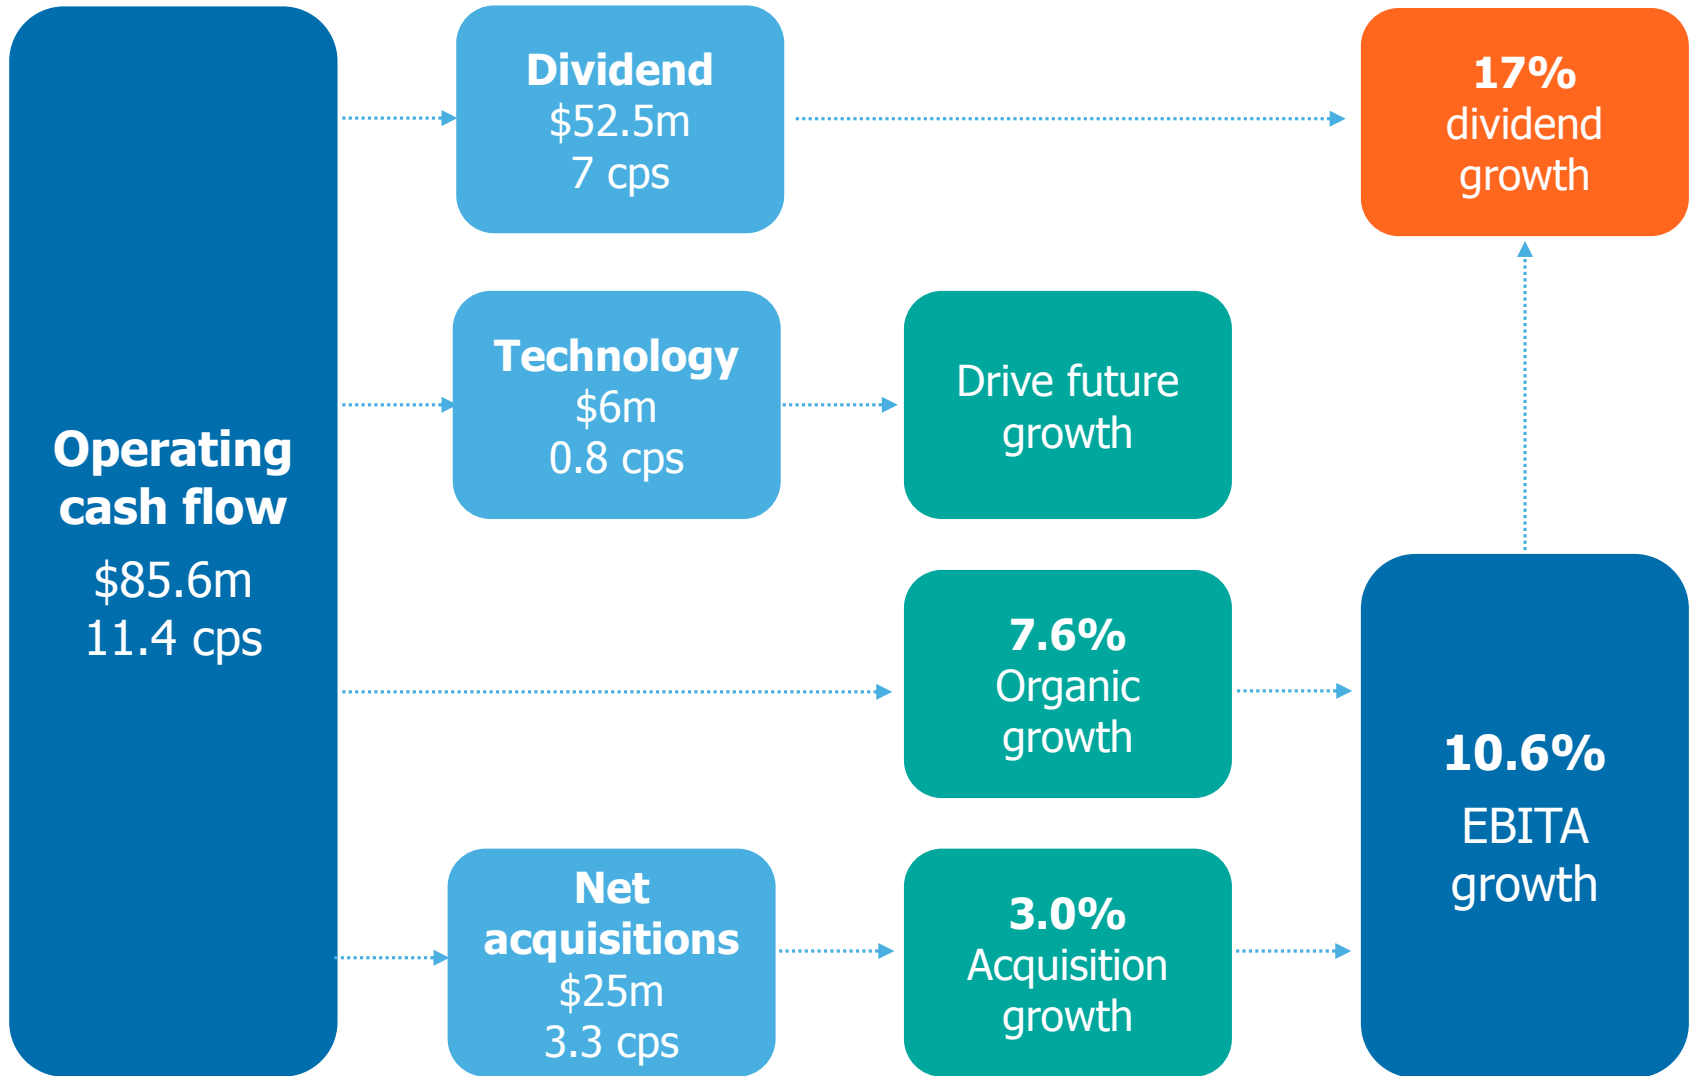 Operating
cash flow
$85.6m
11.4 cps
Dividend
$52.5m
7 cps
17%
dividend
growth
Technology
$6m
0.8 cps
Drive future
growth
7.6%
Organic
growth
10.6%
EBITA
growth
Net
acquisitions
$25m
3.3 cps
3.0%
Acquisition
growth